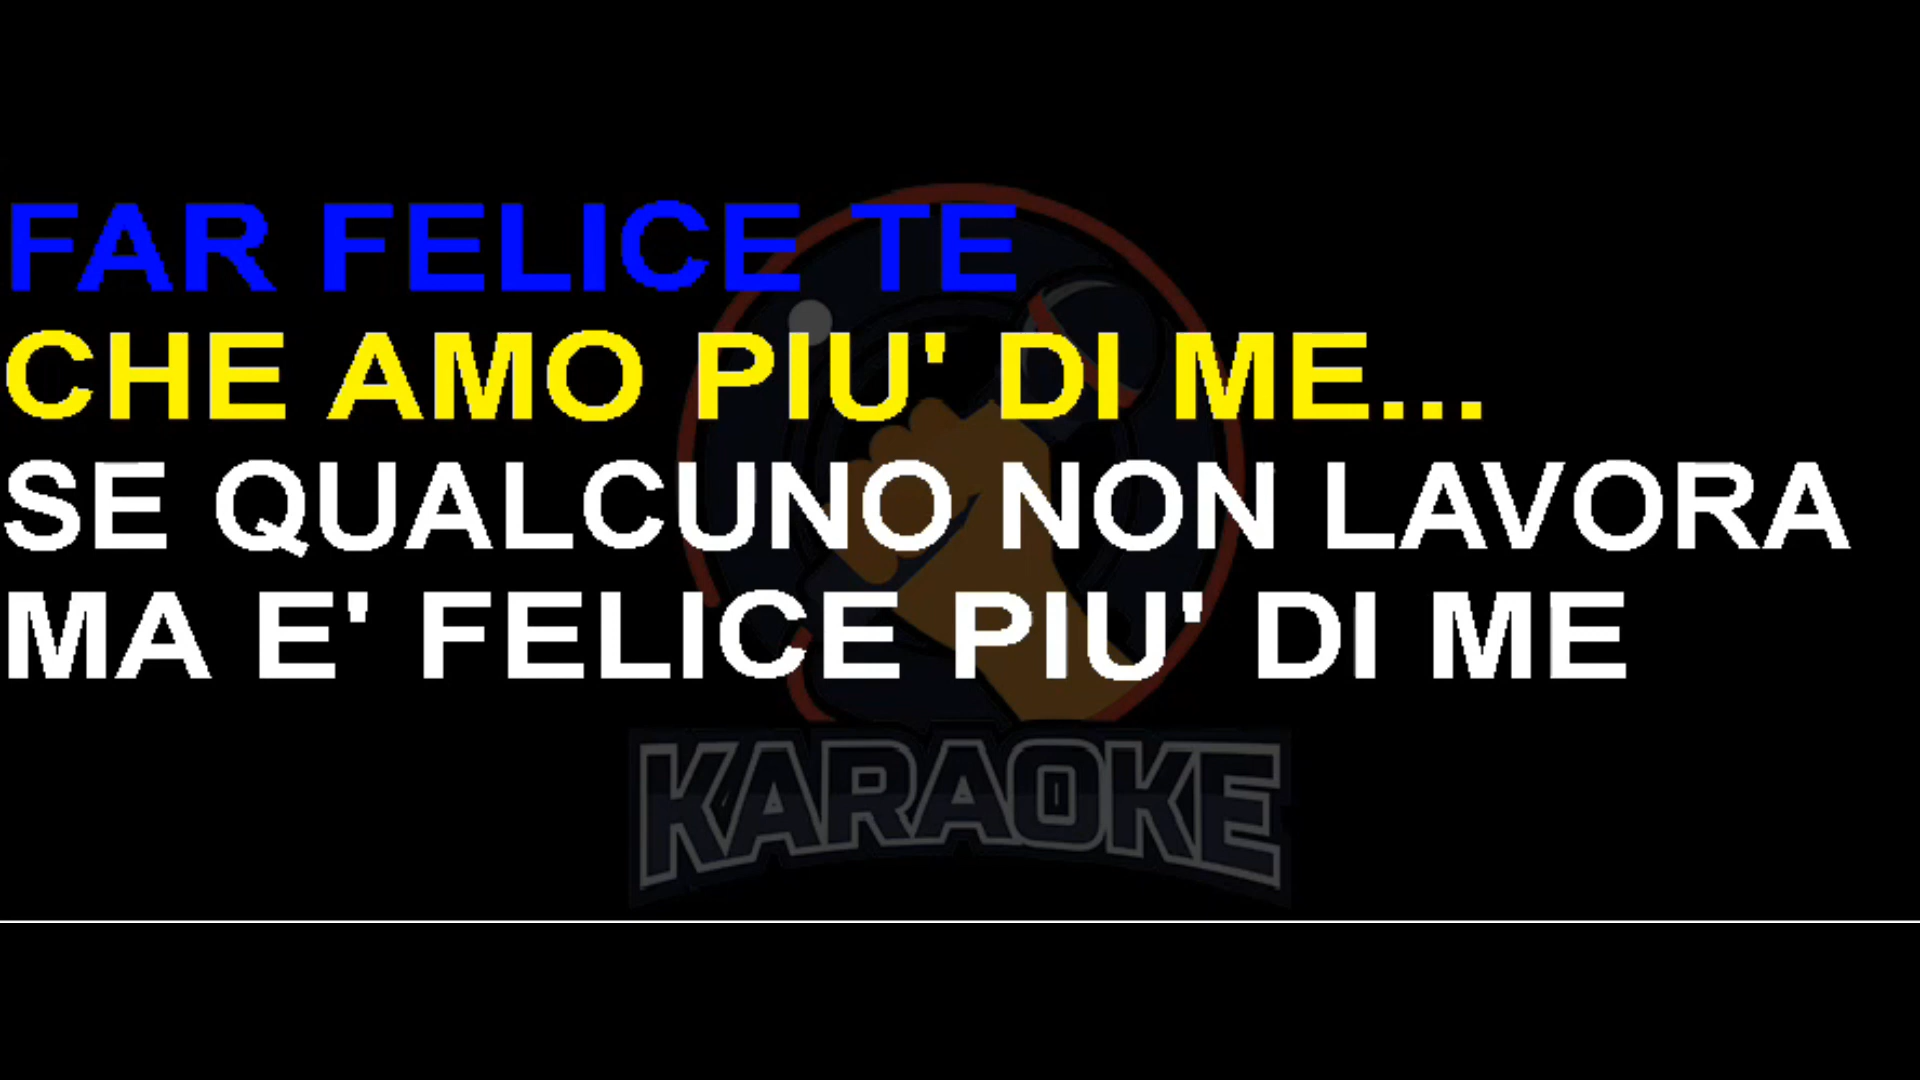 FAR FELICE TE
CHE AMO PIU' DI ME...
SE QUALCUNO NON LAVORA
MA E' FELICE PIU' DI ME
KARAOKE